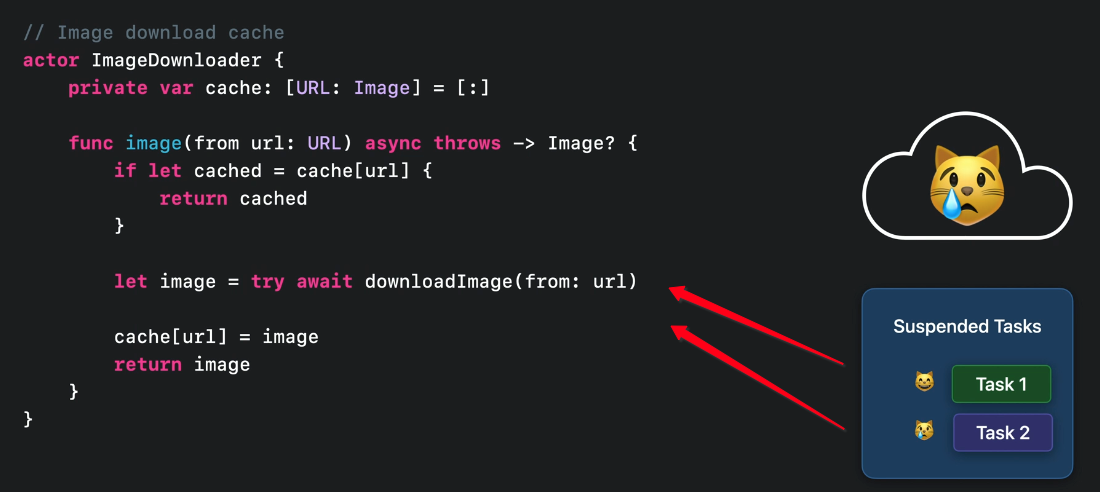 // Image download cache
actor ImageDownloader {
    private var cache: [URL: Image] = [:]
    func image(from url: URL) async throws -> Image? {
        if let cached = cache[url] {
            return cached
        }
        let image = try await downloadImage(from: url)
        cache[url] = image
        return image
    }
}
Suspended Tasks
Task 1
Task 2